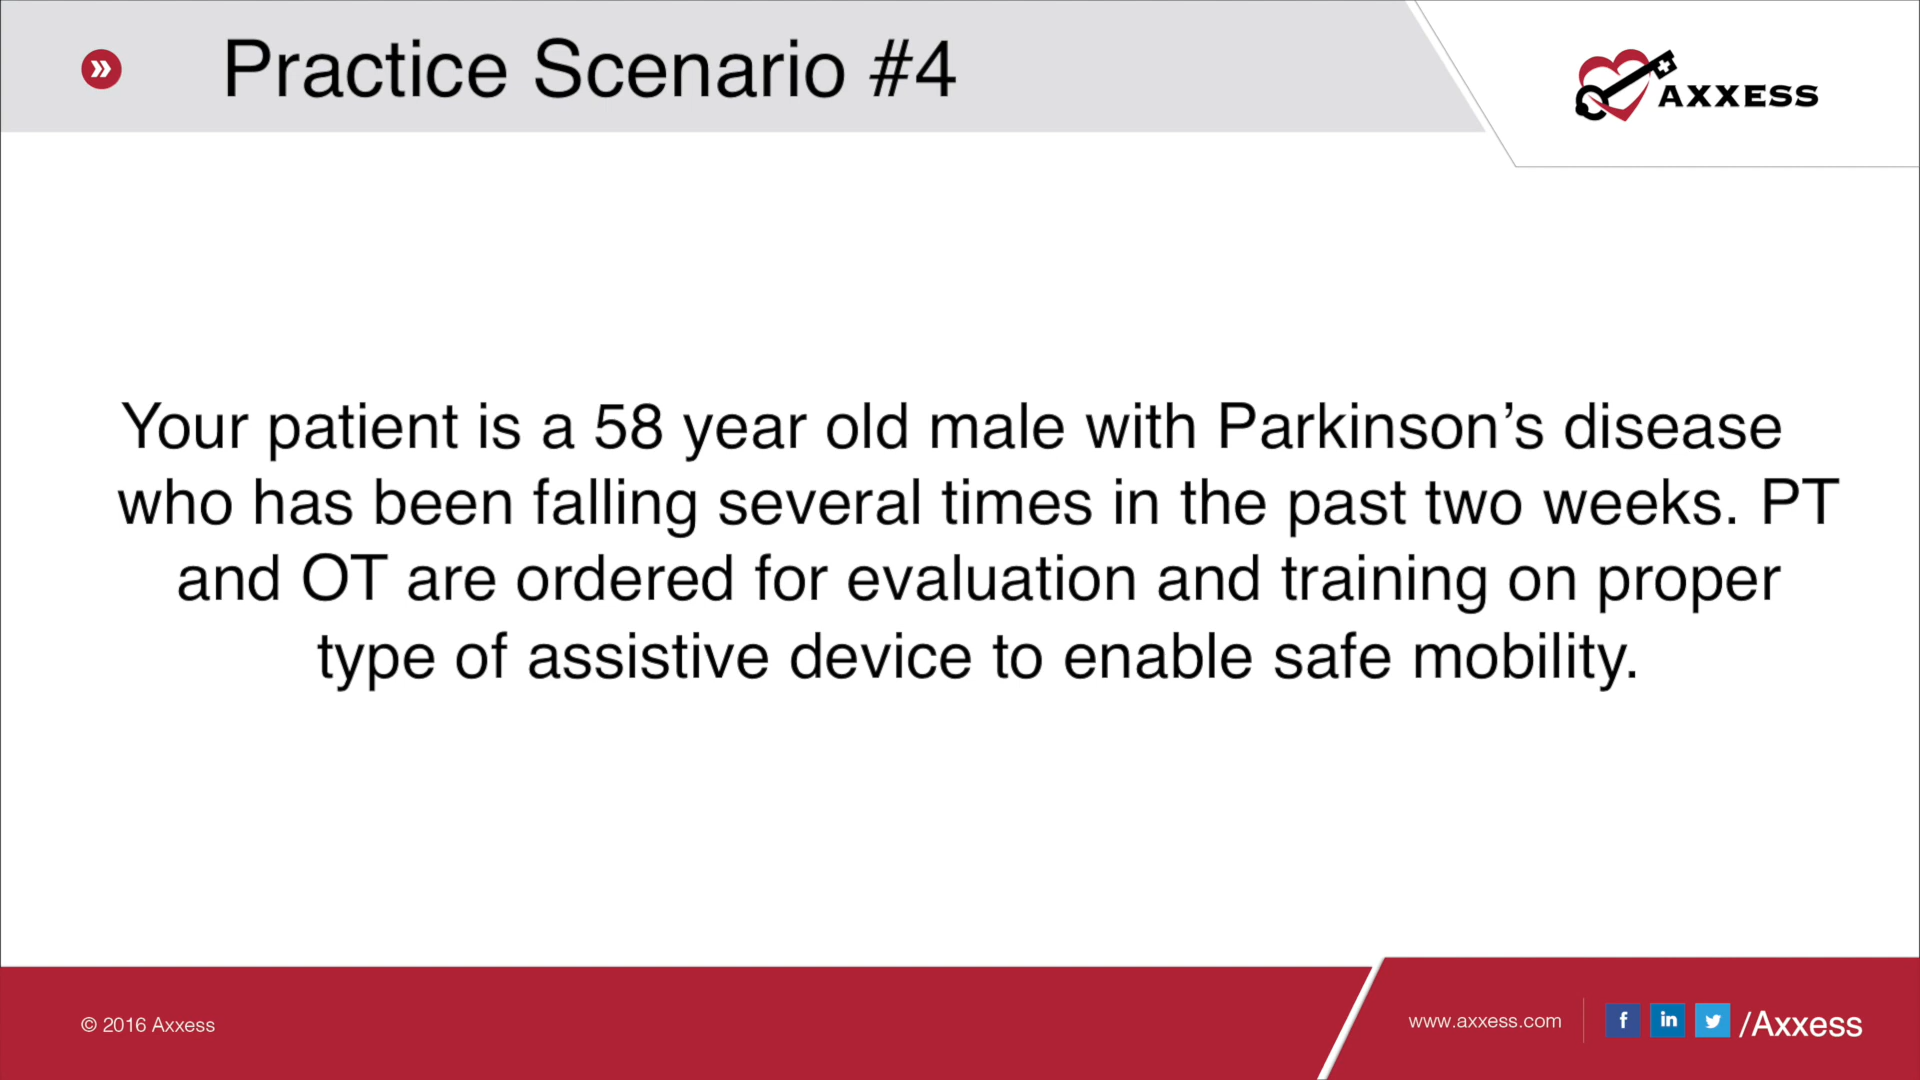 Practice Scenario #4
AXXESS
Your patient is a 58 year old male with Parkinson’s disease
who has been falling several times in the past two weeks. PT
and OT are ordered for evaluation and training on proper
type of assistive device to enable safe mobility.
© 2016 Axxess
www.axxess.com
/Axxess